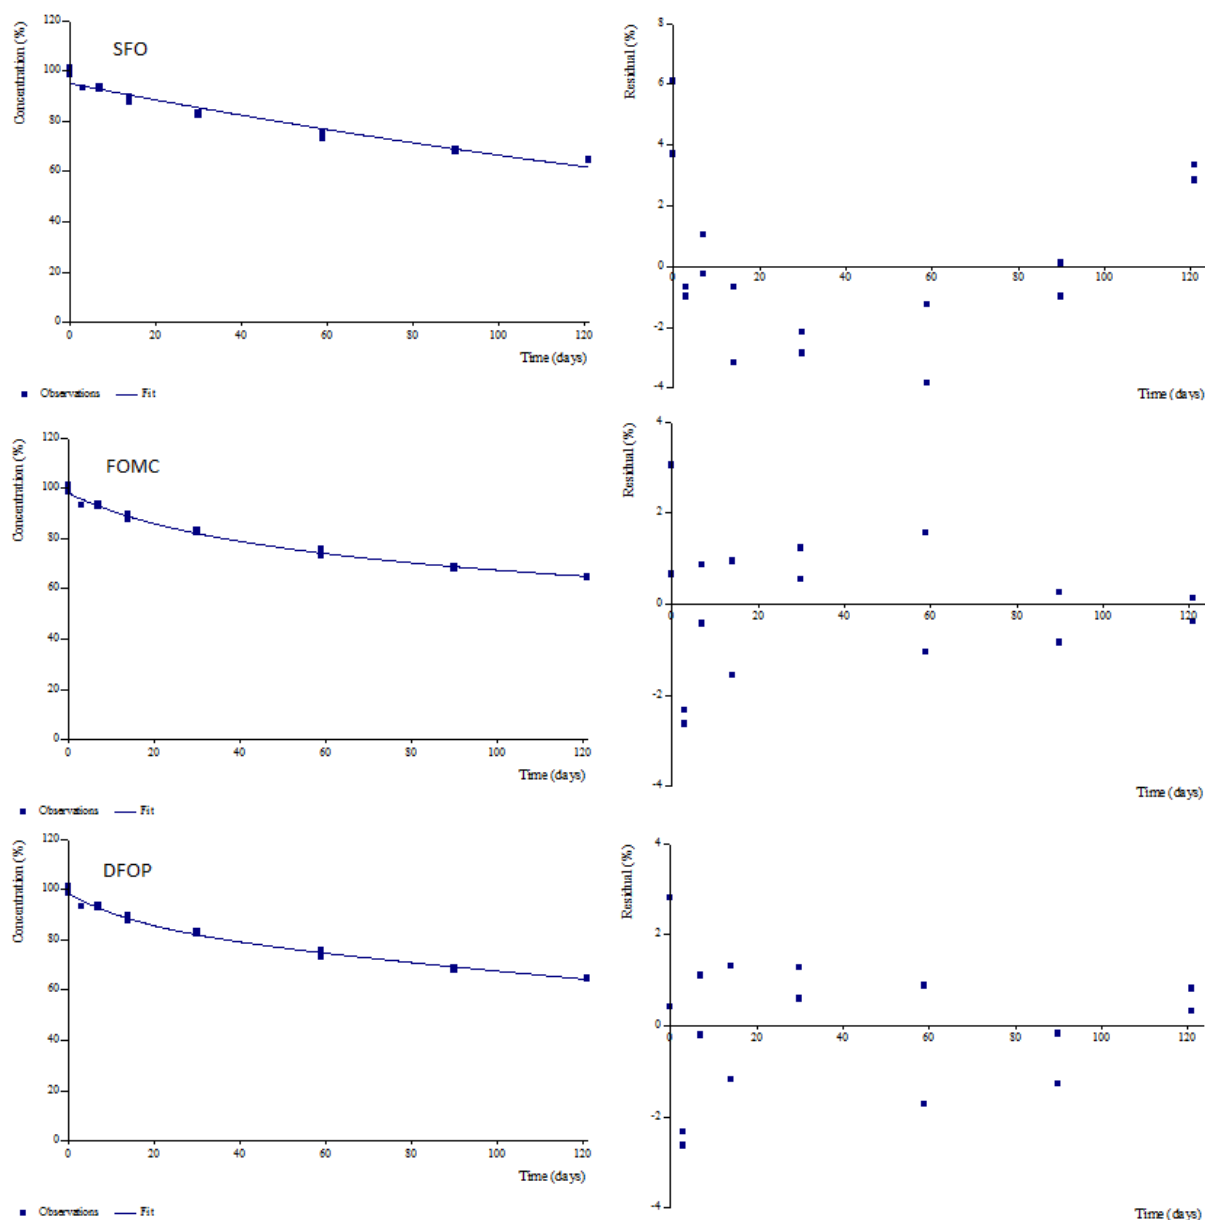 SFO
Concentration (%)
120
100
80
60
40
20
0
0 20 40 60 80 100 120
Time (days)
Observations Fit
Residual (%)
8
6
4
2
0
-2
-4
20 40 60 80 100 120
Time (days)
FOMC
Concentration (%)
120
100
80
60
40
20
0
0 20 40 60 80 100 120
Time (days)
Observations Fit
Residual (%)
4
2
0
-2
-4
0 20 40 60 80 100 120
Time (days)
DFOP
Concentration (%)
120
100
80
60
40
20
0
0 20 40 60 80 100 120
Time (days)
Observations Fit
Residual (%)
4
2
0
-2
-4
0 20 40 60 80 100 120
Time (days)